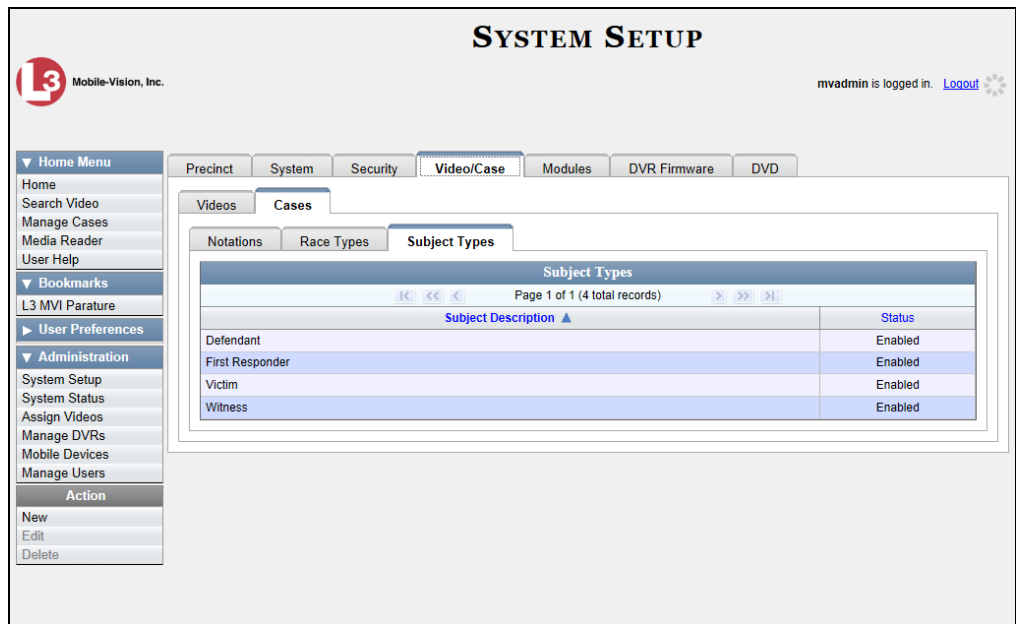 SYSTEM SETUP
L3 Mobile-Vision, Inc.
mvadmin is logged in. Logout
▼ Home Menu
Home
Search Video
Manage Cases
Media Reader
User Help
▼ Bookmarks
L3 MVI Parature
▶ User Preferences
▼ Administration
System Setup
System Status
Assign Videos
Manage DVRs
Mobile Devices
Manage Users
Action
New
Edit
Delete
Precinct System Security Video/Case Modules DVR Firmware DVD
Videos Cases
Notations Race Types Subject Types
Subject Types
|< << < Page 1 of 1 (4 total records) > >> >|
Subject Description ▲ Status
Defendant Enabled
First Responder Enabled
Victim Enabled
Witness Enabled